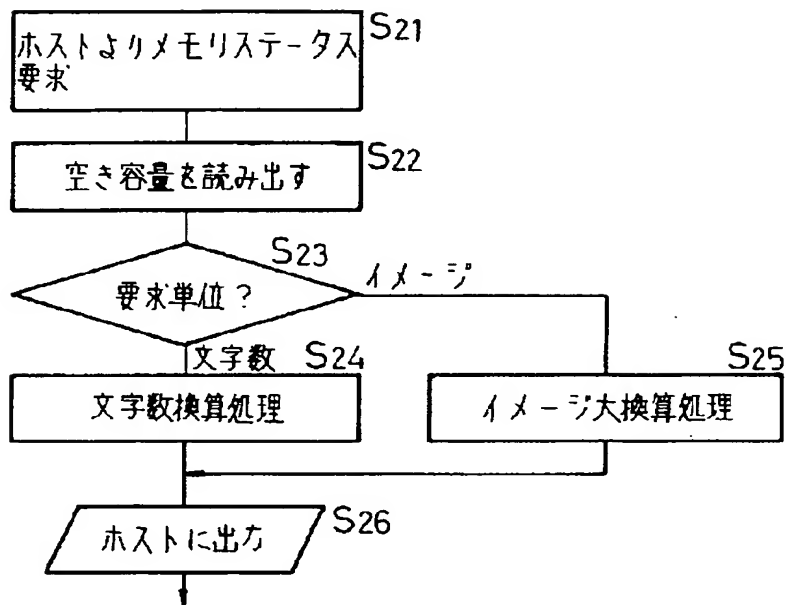 ホストよりメモリステータス
要求
S21
空き容量を読み出す
S22
S23
要求単位?
イメージ
文字数
S24
文字数換算処理
S25
イメージ大換算処理
ホストに出力
S26